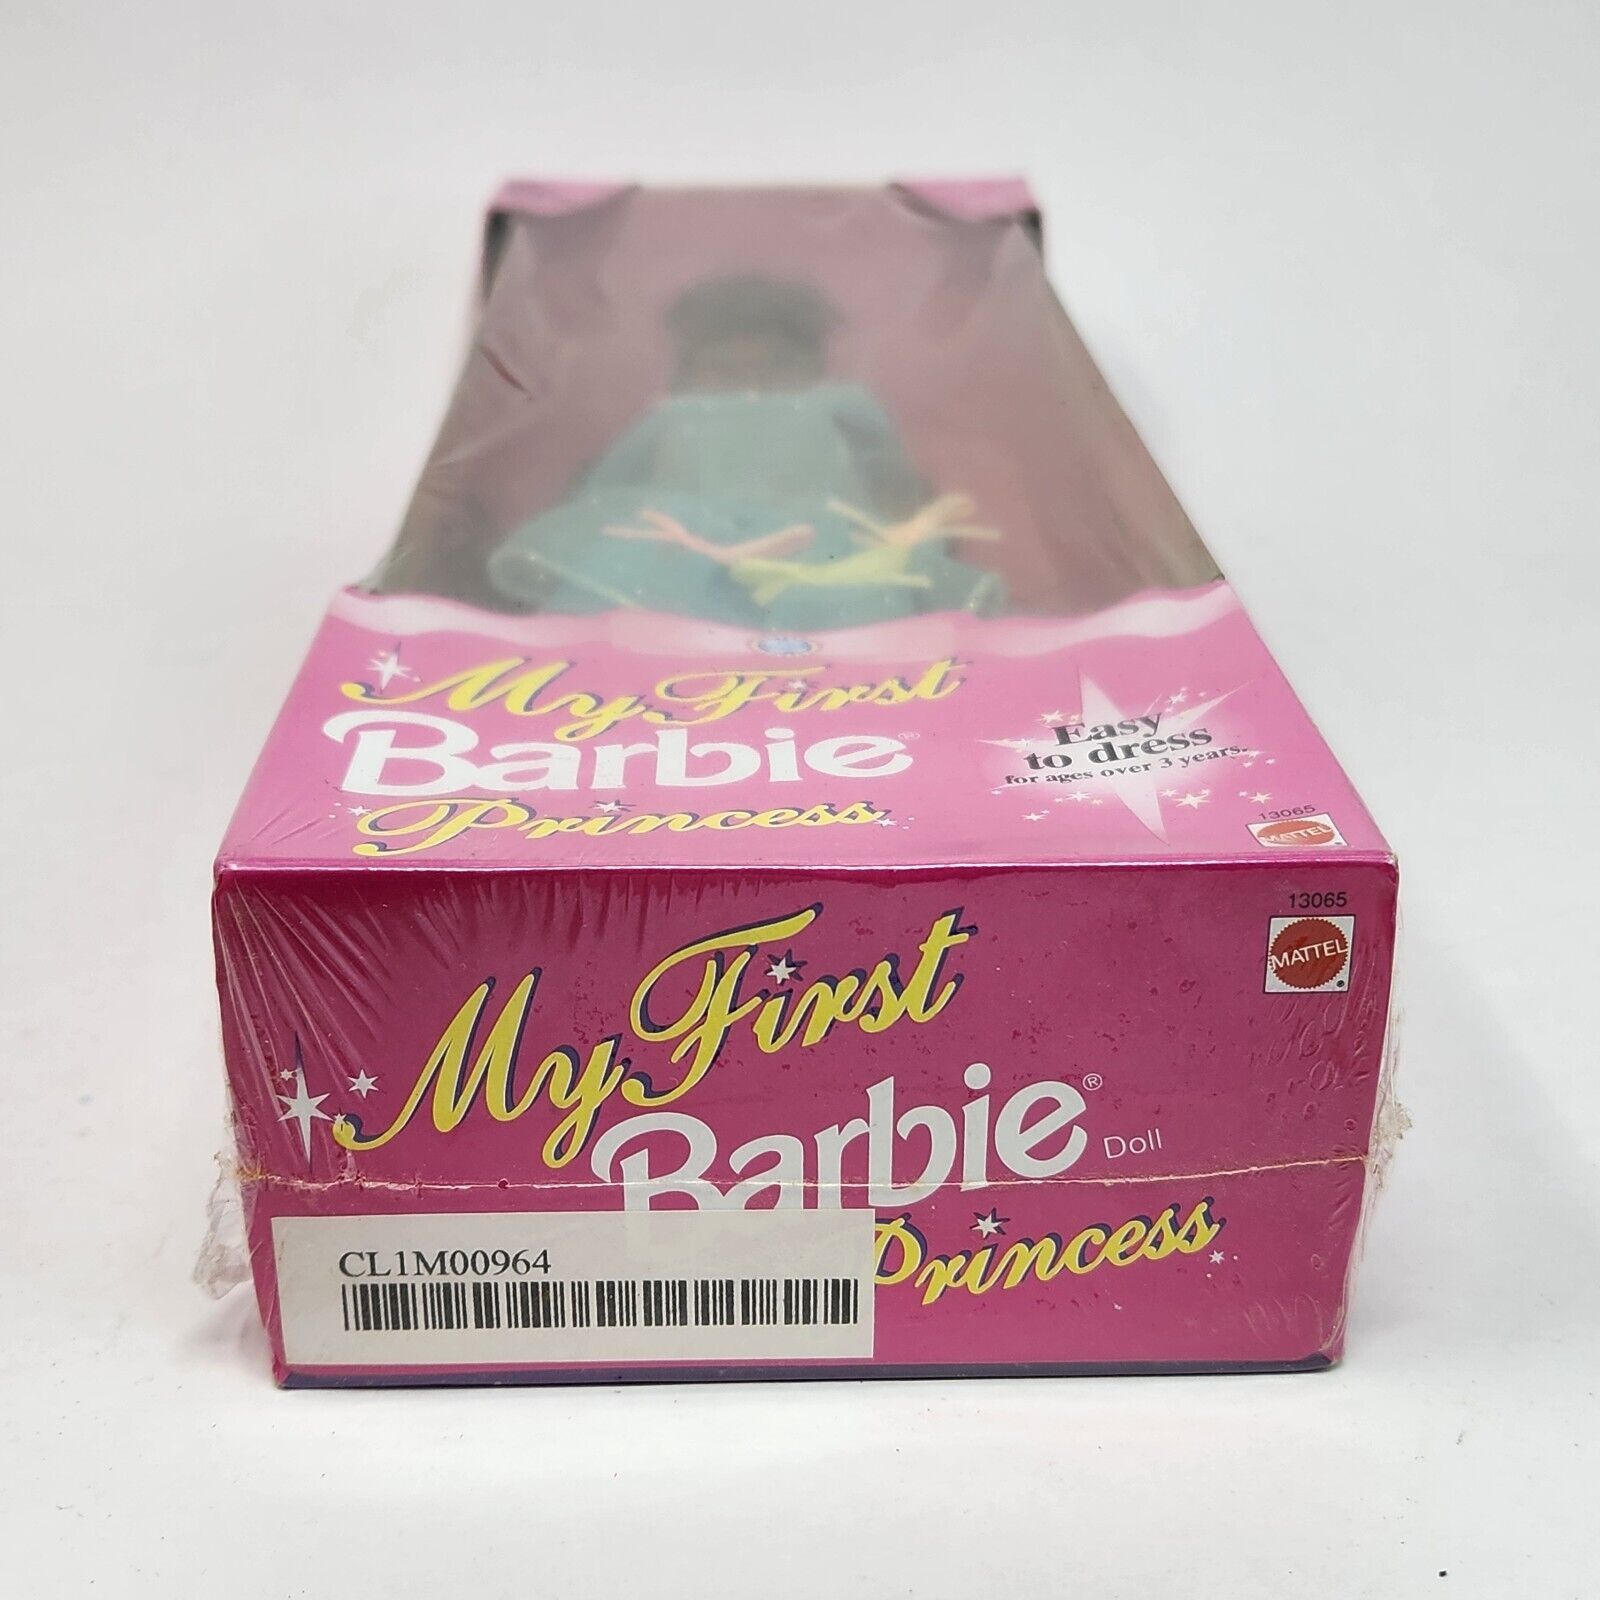 My First
Barbie®
Princess
Easy
to dress
for ages over 3 years.
13065
MATTEL
13065
MATTEL®
My First
Barbie® Doll
Princess
CL1M00964